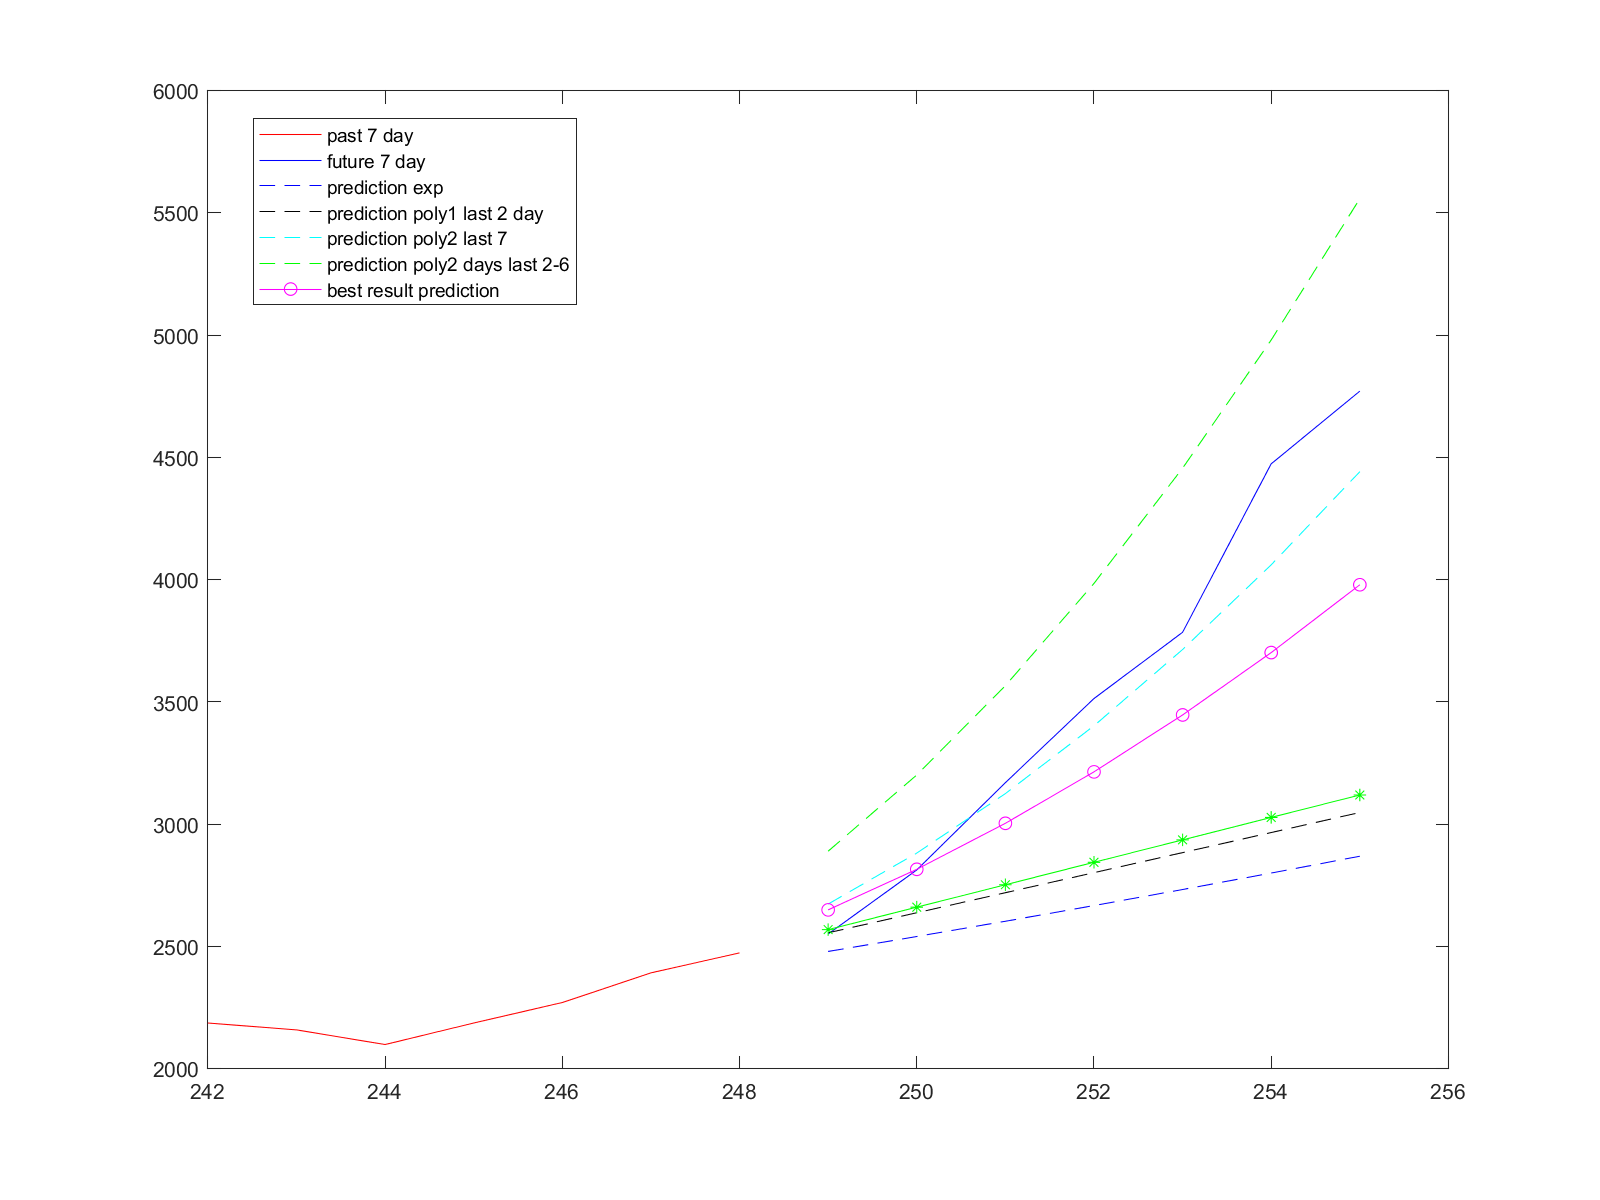 6000
5500
5000
4500
4000
3500
3000
2500
2000
past 7 day
future 7 day
prediction exp
prediction poly1 last 2 day
prediction poly2 last 7
prediction poly2 days last 2-6
best result prediction
242 244 246 248 250 252 254 256